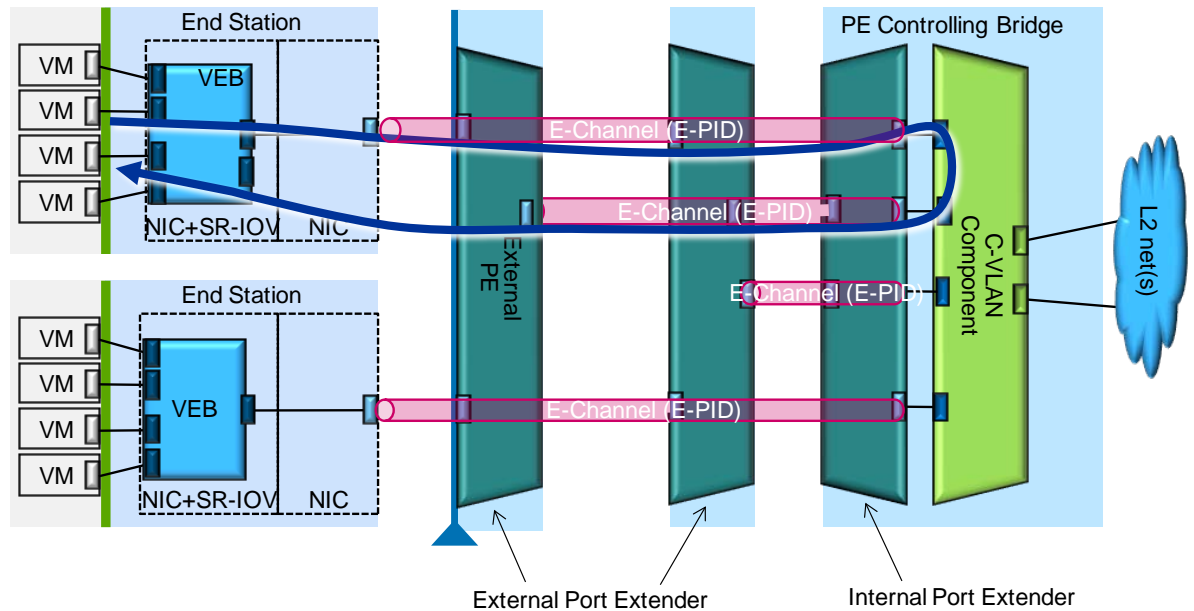 End Station
PE Controlling Bridge
VM
VM
VM
VM
VEB
NIC+SR-IOV
NIC
E-Channel (E-PID)
E-Channel (E-PID)
External
PE
C-VLAN
Component
L2 net(s)
E-Channel (E-PID)
End Station
VM
VM
VM
VM
VEB
NIC+SR-IOV
NIC
E-Channel (E-PID)
External Port Extender
Internal Port Extender